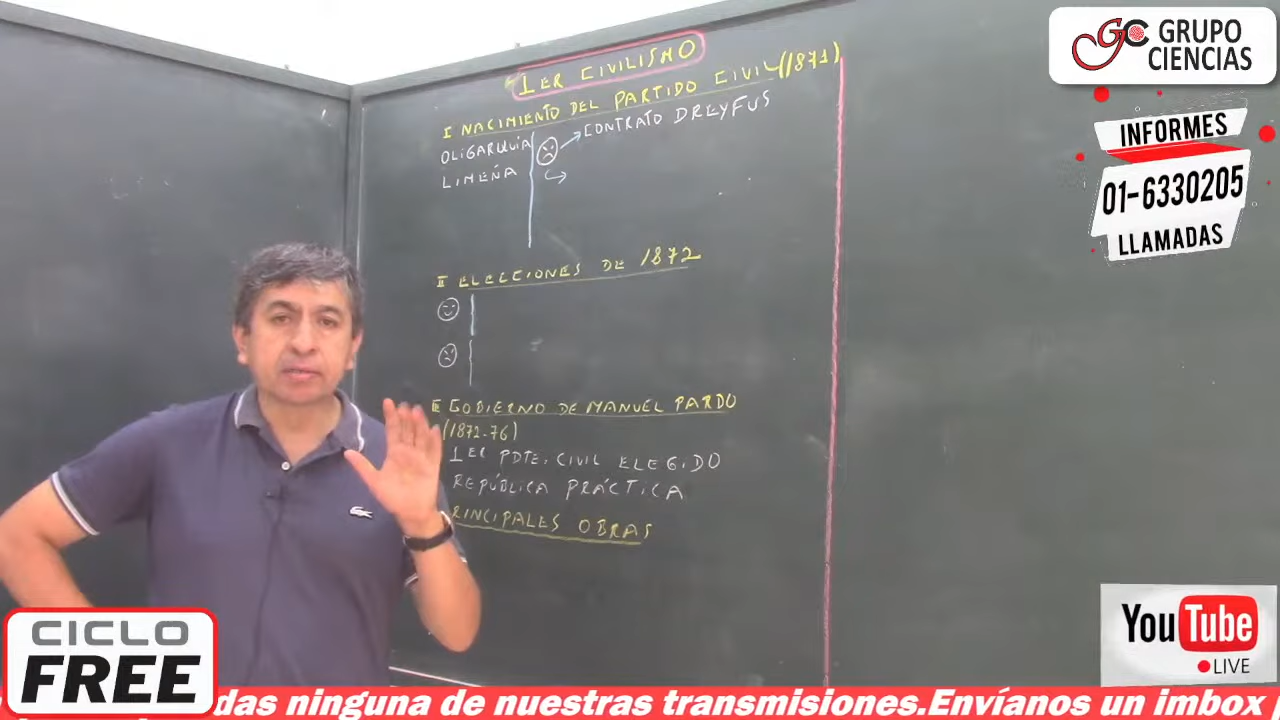 1ER CIVILISMO
I NACIMIENTO DEL PARTIDO CIVIL (1871)
OLIGARQUÍA
LIMEÑA
CONTRATO DREYFUS
II ELECCIONES DE 1872
III GOBIERNO DE MANUEL PARDO
(1872-76)
1ER PDTE. CIVIL ELEGIDO
REPÚBLICA PRÁCTICA
RINCIPALES OBRAS
GC GRUPO
CIENCIAS
INFORMES
01-6330205
LLAMADAS
YouTube
LIVE
CICLO
FREE
das ninguna de nuestras transmisiones.Envíanos un imbox